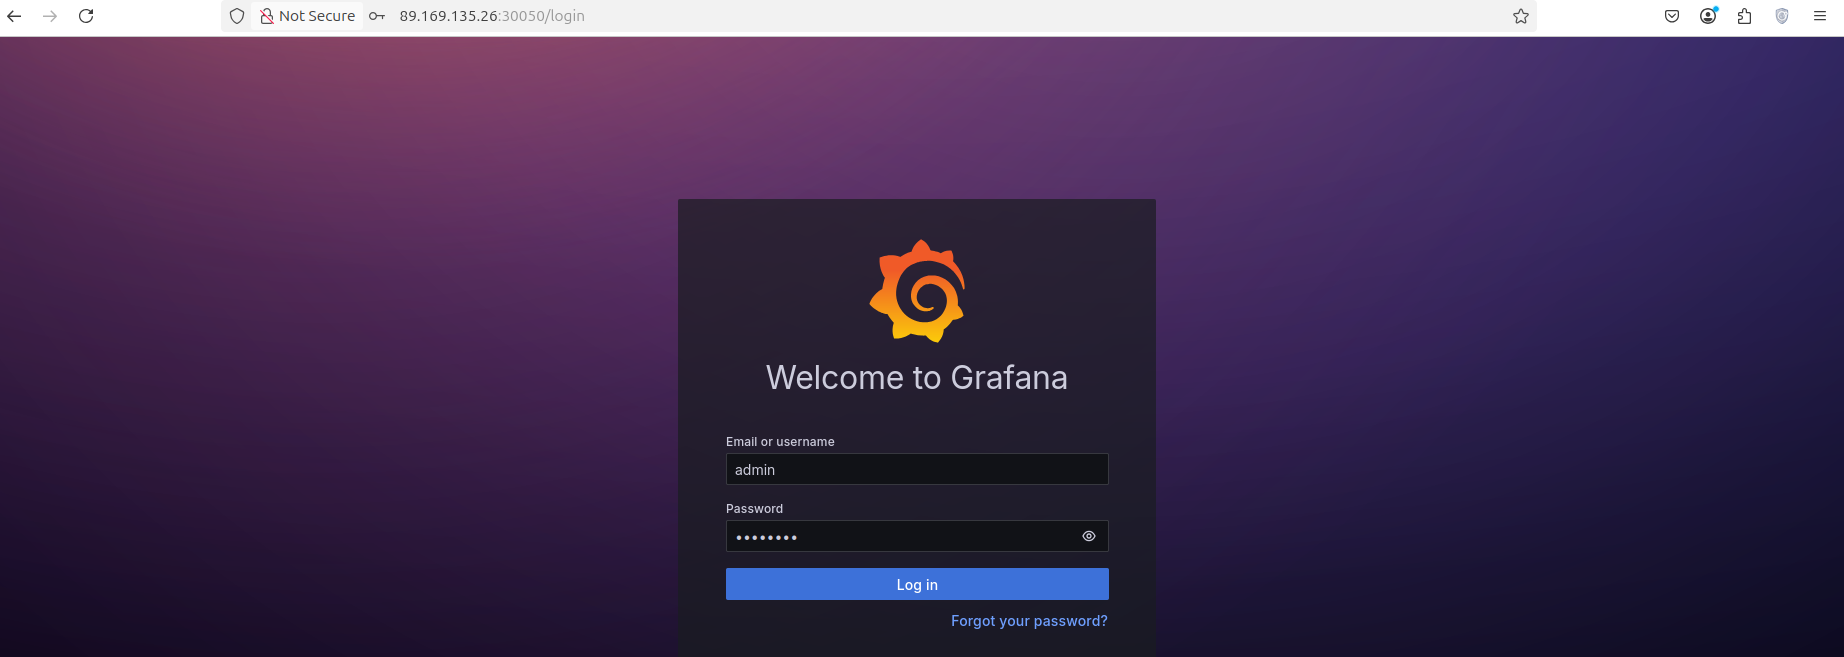 Not Secure 89.169.135.26:30050/login
Welcome to Grafana
Email or username
admin
Password
••••••••
Log in
Forgot your password?